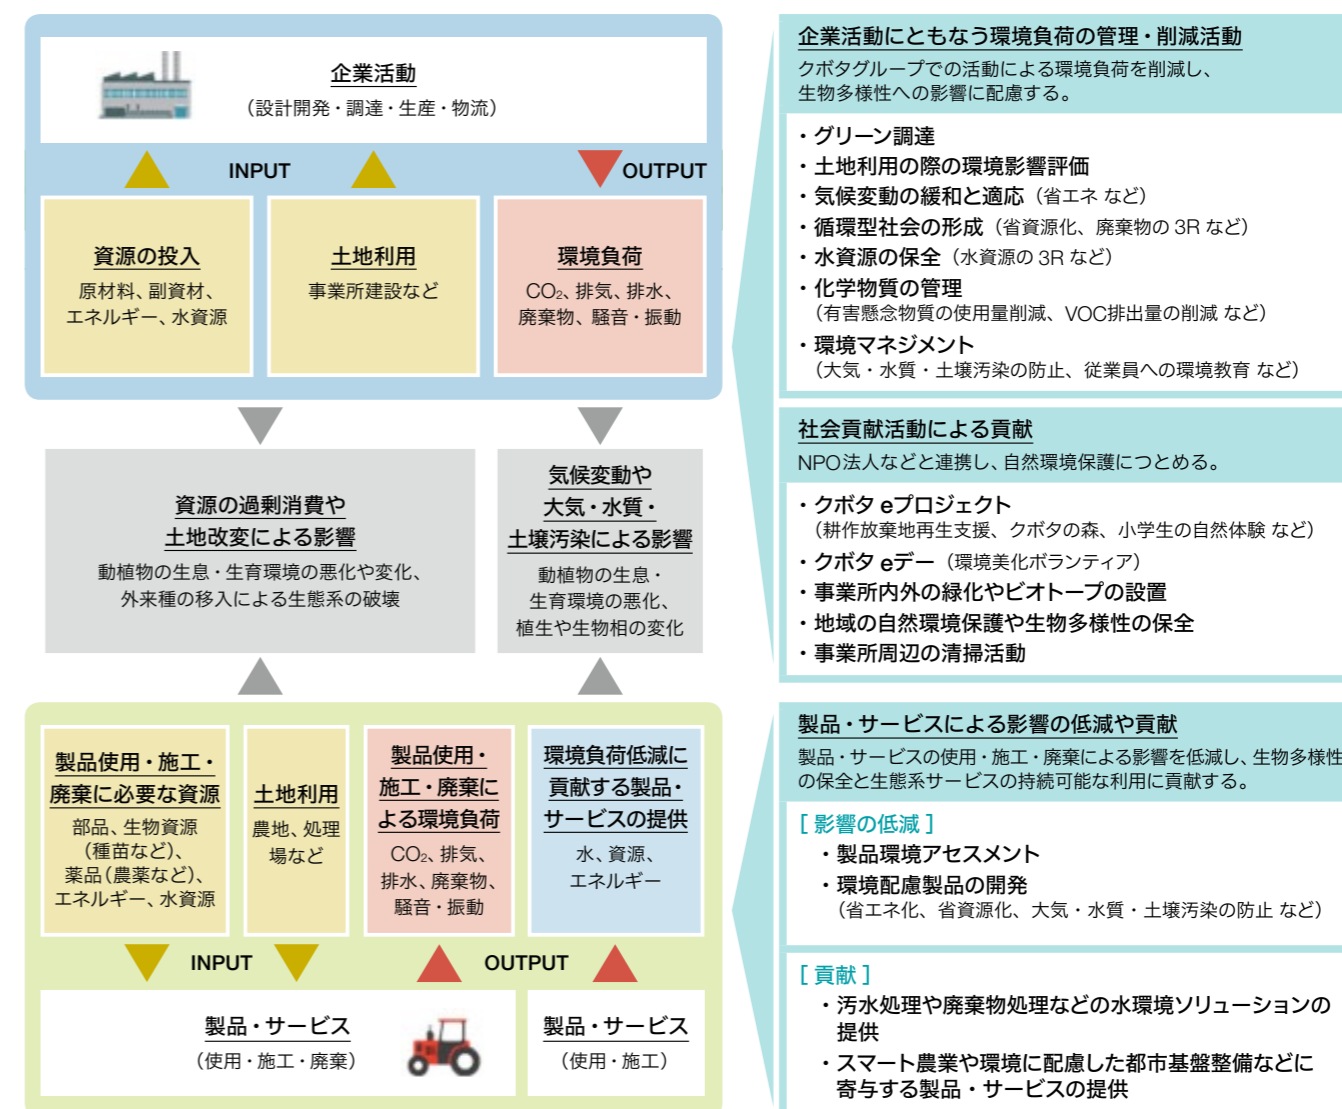 企業活動
（設計開発・調達・生産・物流）
INPUT
OUTPUT
資源の投入
原材料、副資材、
エネルギー、水資源
土地利用
事業所建設など
環境負荷
CO₂、排気、排水、
廃棄物、騒音・振動
資源の過剰消費や
土地改変による影響
動植物の生息・生育環境の悪化や変化、
外来種の移入による生態系の破壊
気候変動や
大気・水質・
土壌汚染による影響
動植物の生息・
生育環境の悪化、
植生や生物相の変化
製品使用・施工・
廃棄に必要な資源
部品、生物資源
（種苗など）、
薬品（農薬など）、
エネルギー、水資源
土地利用
農地、処理
場など
製品使用・
施工・廃棄に
よる環境負荷
CO₂、排気、
排水、廃棄物、
騒音・振動
環境負荷低減に
貢献する製品・
サービスの提供
水、資源、
エネルギー
INPUT
OUTPUT
製品・サービス
（使用・施工・廃棄）
製品・サービス
（使用・施工）
企業活動にともなう環境負荷の管理・削減活動
クボタグループでの活動による環境負荷を削減し、
生物多様性への影響に配慮する。
・グリーン調達
・土地利用の際の環境影響評価
・気候変動の緩和と適応（省エネ など）
・循環型社会の形成（省資源化、廃棄物の 3R など）
・水資源の保全（水資源の 3R など）
・化学物質の管理
（有害懸念物質の使用量削減、VOC排出量の削減 など）
・環境マネジメント
（大気・水質・土壌汚染の防止、従業員への環境教育 など）
社会貢献活動による貢献
NPO法人などと連携し、自然環境保護につとめる。
・クボタ eプロジェクト
（耕作放棄地再生支援、クボタの森、小学生の自然体験 など）
・クボタ eデー（環境美化ボランティア）
・事業所内外の緑化やビオトープの設置
・地域の自然環境保護や生物多様性の保全
・事業所周辺の清掃活動
製品・サービスによる影響の低減や貢献
製品・サービスの使用・施工・廃棄による影響を低減し、生物多様性
の保全と生態系サービスの持続可能な利用に貢献する。
［ 影響の低減 ］
・製品環境アセスメント
・環境配慮製品の開発
（省エネ化、省資源化、大気・水質・土壌汚染の防止 など）
［ 貢献 ］
・汚水処理や廃棄物処理などの水環境ソリューションの
提供
・スマート農業や環境に配慮した都市基盤整備などに
寄与する製品・サービスの提供